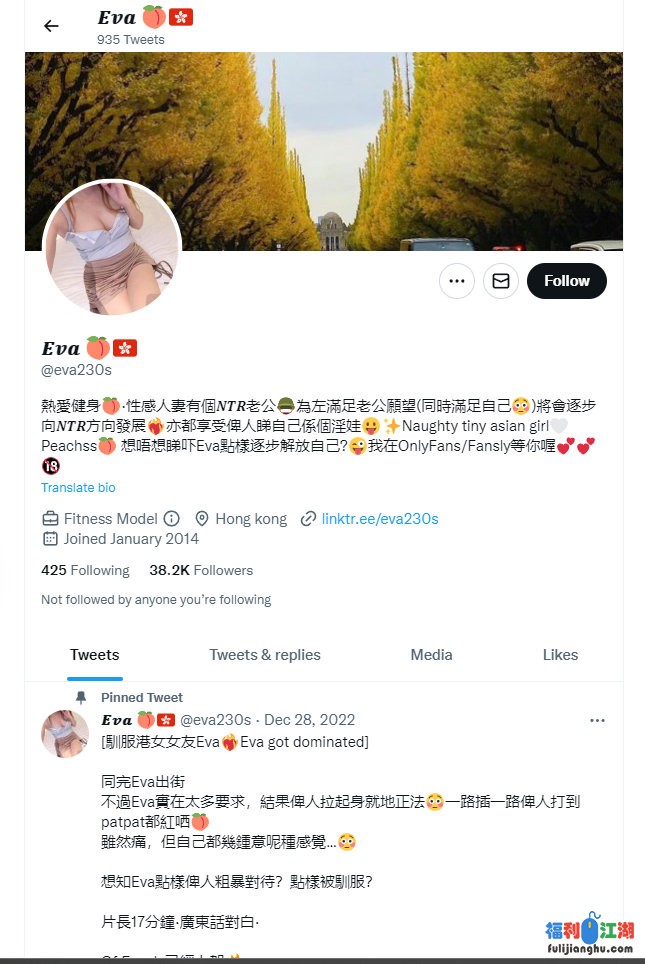 Eva 🍑🇭🇰
935 Tweets
Follow
Eva 🍑🇭🇰
@eva230s
熱愛健身🍑·性感人妻有個NTR老公🪖為左滿足老公願望(同時滿足自己😳)將會逐步
向NTR方向發展❤️‍🔥亦都享受俾人睇自己係個淫娃😛✨Naughty tiny asian girl🤍
Peachss🍑 想唔想睇吓Eva點樣逐步解放自己?😜我在OnlyFans/Fansly等你喔💕💕
🔞
Translate bio
Fitness Model Hong kong linktr.ee/eva230s
Joined January 2014
425 Following 38.2K Followers
Not followed by anyone you’re following
Tweets Tweets & replies Media Likes
Pinned Tweet
Eva 🍑🇭🇰 @eva230s · Dec 28, 2022
[馴服港女女友Eva❤️‍🔥Eva got dominated]
同完Eva出街
不過Eva實在太多要求，結果俾人拉起身就地正法😳一路插一路俾人打到
patpat都紅哂🍑
雖然痛，但自己都幾鍾意呢種感覺...😳
想知Eva點樣俾人粗暴對待？點樣被馴服？
片長17分鐘·廣東話對白·
福利江湖
fulijianghu.com